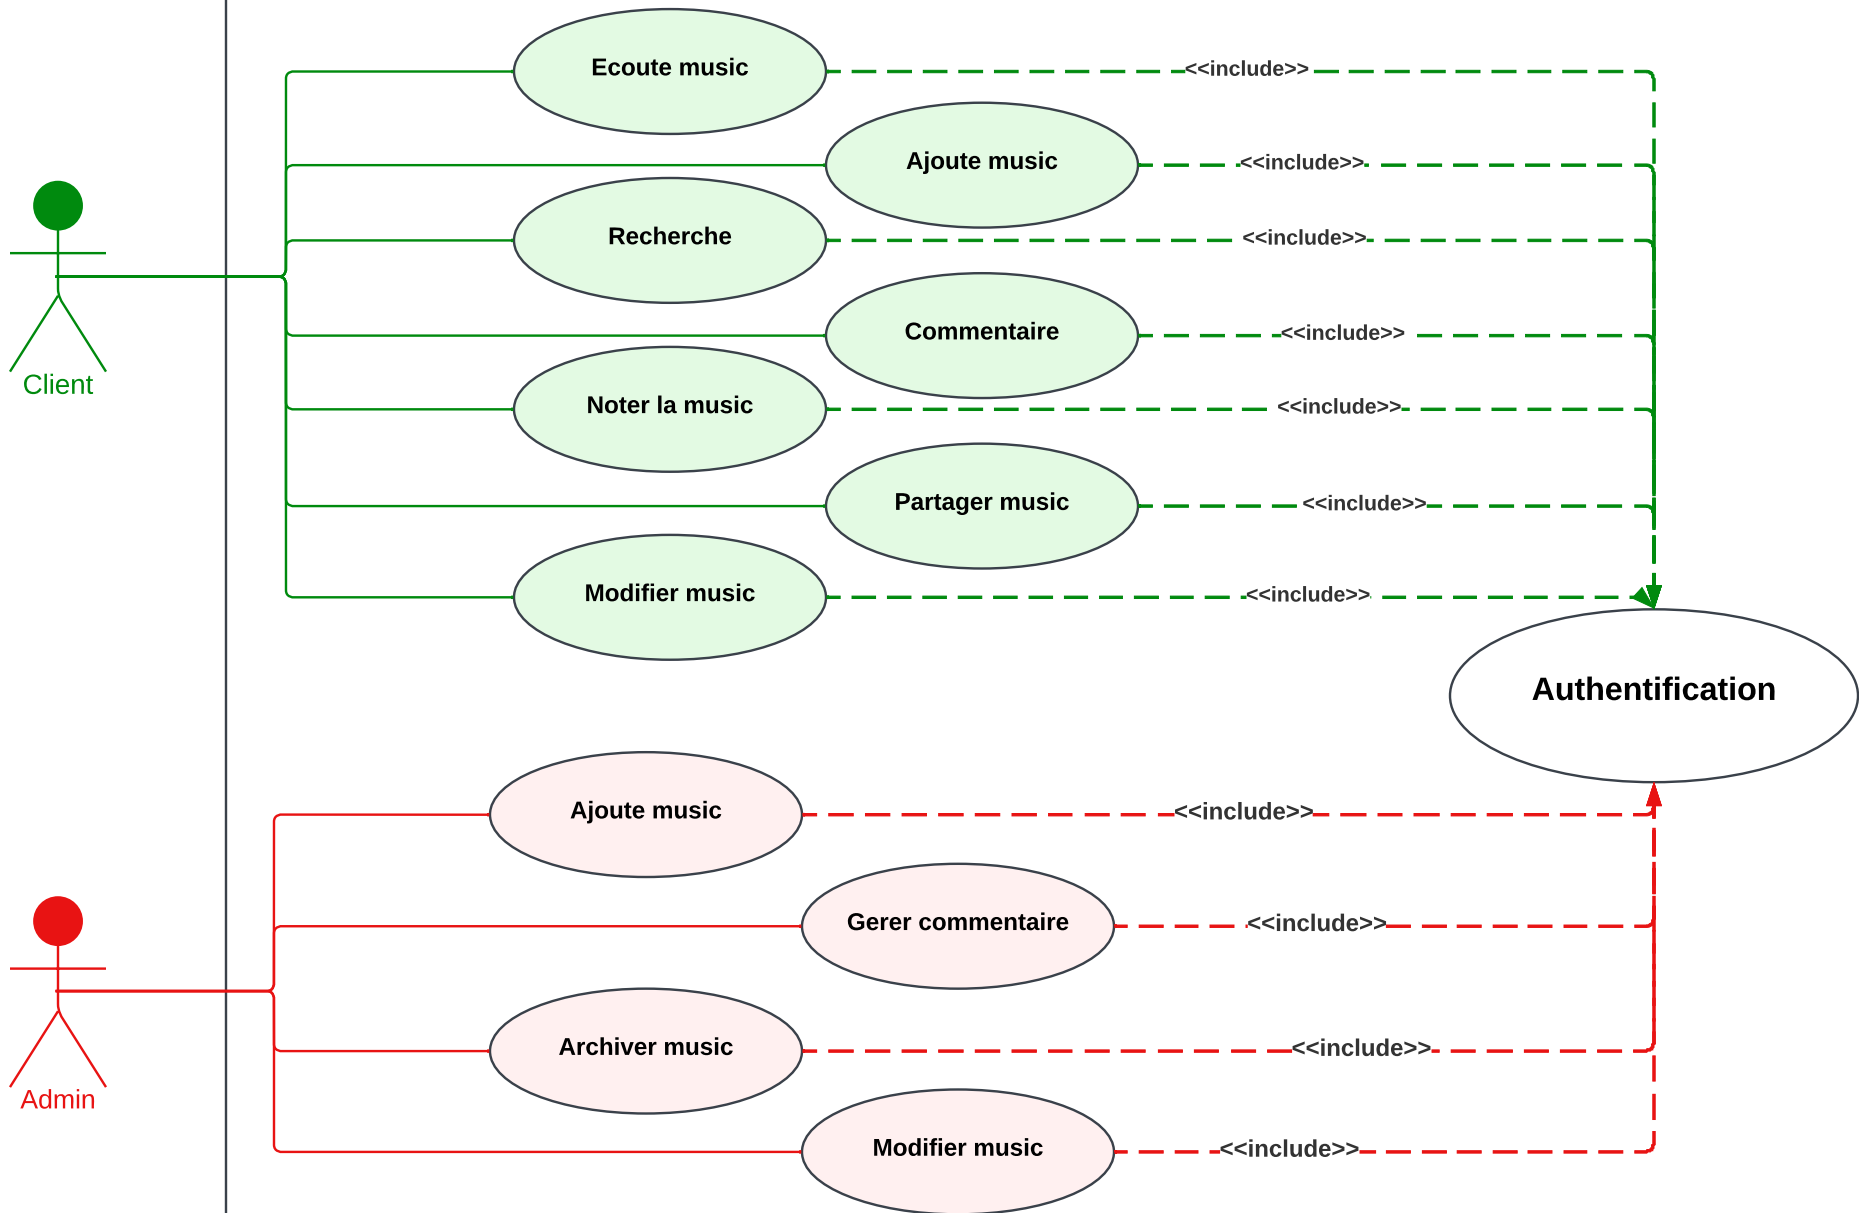 Ecoute music
<<include>>
Ajoute music
<<include>>
Recherche
<<include>>
Commentaire
<<include>>
Client
Noter la music
<<include>>
Partager music
<<include>>
Modifier music
<<include>>
Authentification
Ajoute music
<<include>>
Gerer commentaire
<<include>>
Archiver music
<<include>>
Admin
Modifier music
<<include>>